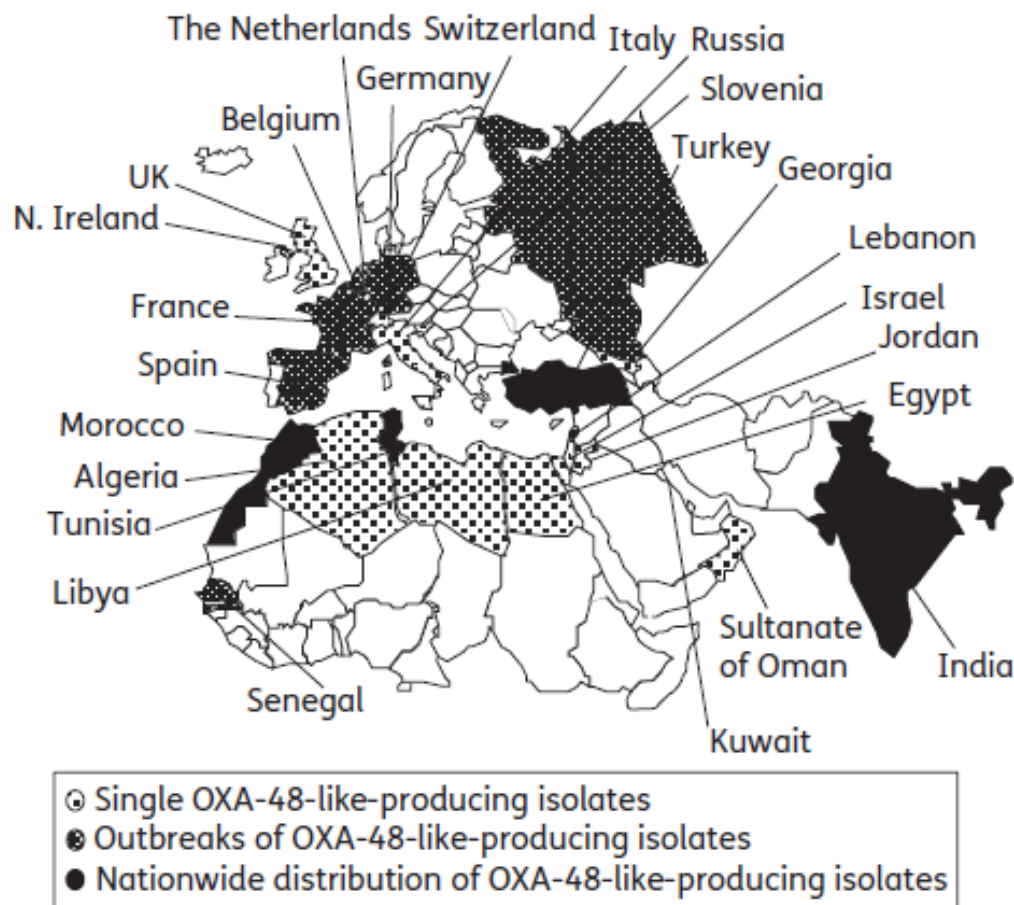 The Netherlands
Switzerland
Italy
Russia
Germany
Slovenia
Belgium
Turkey
Georgia
UK
N. Ireland
Lebanon
Israel
France
Jordan
Spain
Egypt
Morocco
Algeria
Tunisia
Libya
Sultanate
of Oman
India
Senegal
Kuwait
Single OXA-48-like-producing isolates
Outbreaks of OXA-48-like-producing isolates
Nationwide distribution of OXA-48-like-producing isolates